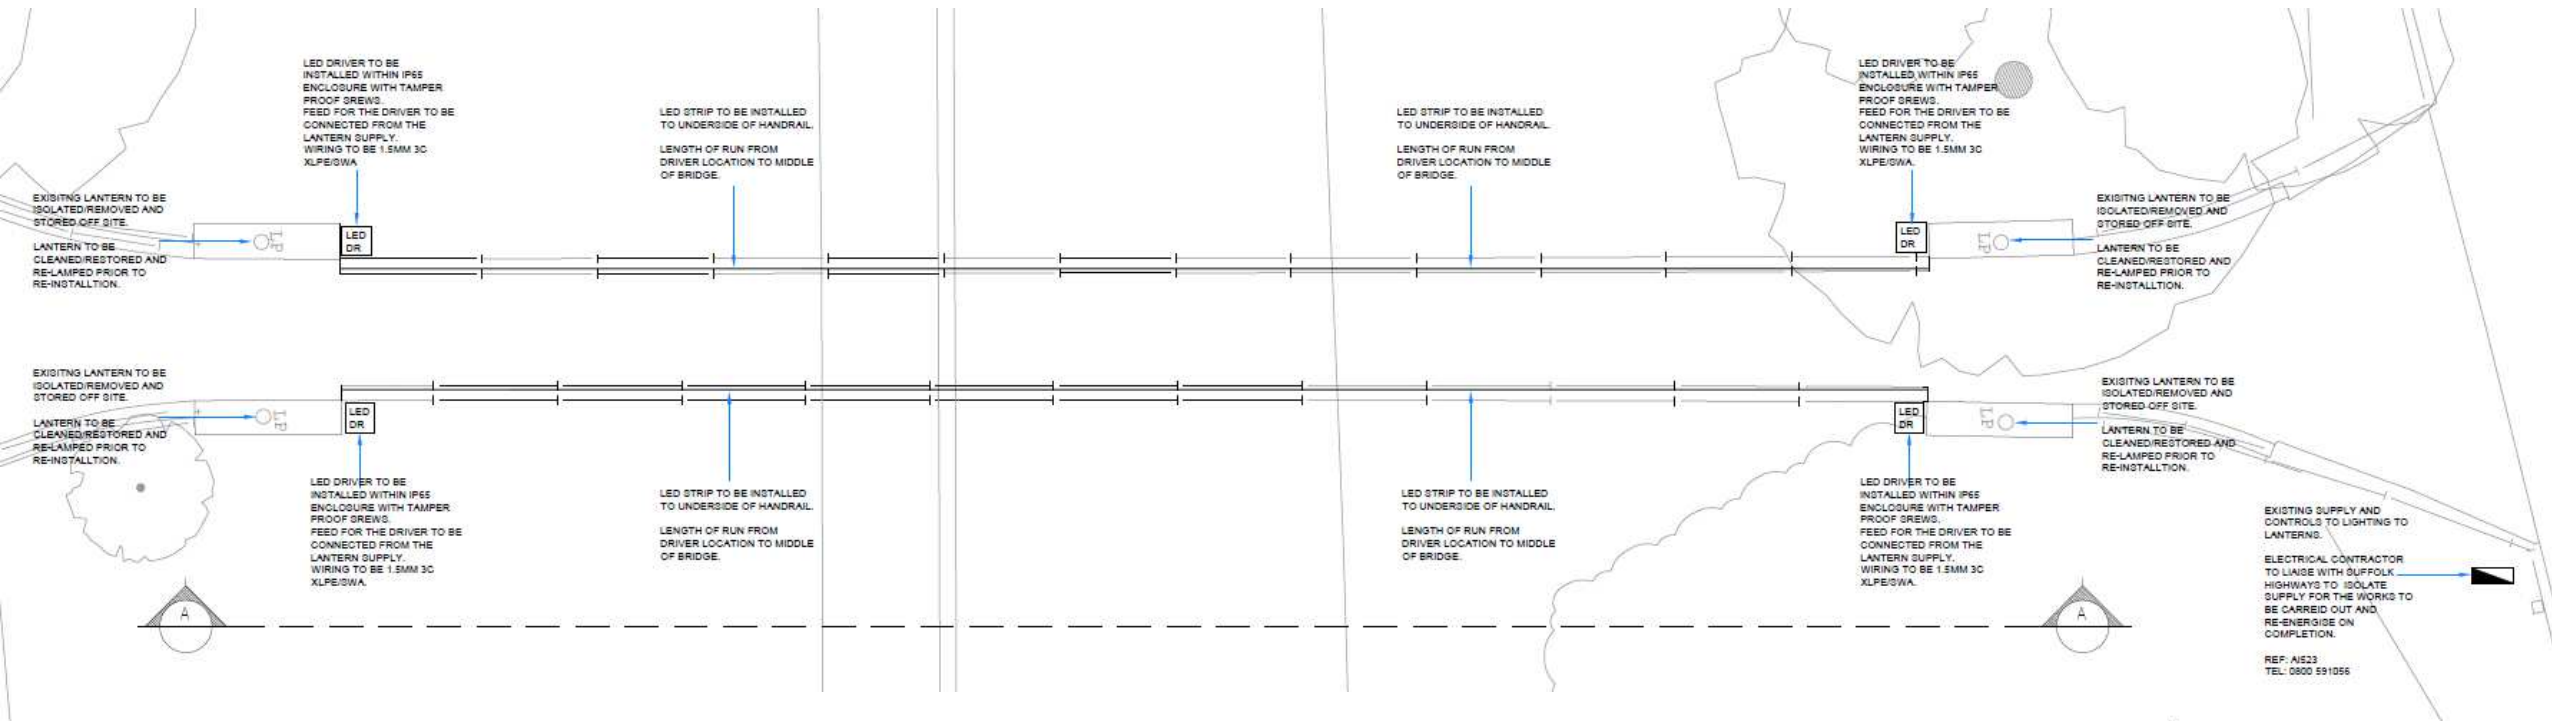 LED DRIVER TO BE
INSTALLED WITHIN IP65
ENCLOSURE WITH TAMPER
PROOF SREWS.
FEED FOR THE DRIVER TO BE
CONNECTED FROM THE
LANTERN SUPPLY.
WIRING TO BE 1.5MM 3C
XLPE/SWA
LED STRIP TO BE INSTALLED
TO UNDERSIDE OF HANDRAIL.
LENGTH OF RUN FROM
DRIVER LOCATION TO MIDDLE
OF BRIDGE.
LED STRIP TO BE INSTALLED
TO UNDERSIDE OF HANDRAIL.
LENGTH OF RUN FROM
DRIVER LOCATION TO MIDDLE
OF BRIDGE.
LED DRIVER TO BE
INSTALLED WITHIN IP65
ENCLOSURE WITH TAMPER
PROOF SREWS.
FEED FOR THE DRIVER TO BE
CONNECTED FROM THE
LANTERN SUPPLY.
WIRING TO BE 1.5MM 3C
XLPE/SWA.
EXISITNG LANTERN TO BE
ISOLATED/REMOVED AND
STORED OFF SITE.
LANTERN TO BE
CLEANED/RESTORED AND
RE-LAMPED PRIOR TO
RE-INSTALLTION.
LP
LED
DR
LED
DR
LP
EXISITNG LANTERN TO BE
ISOLATED/REMOVED AND
STORED OFF SITE.
LANTERN TO BE
CLEANED/RESTORED AND
RE-LAMPED PRIOR TO
RE-INSTALLTION.
EXISITNG LANTERN TO BE
ISOLATED/REMOVED AND
STORED OFF SITE.
LANTERN TO BE
CLEANED/RESTORED AND
RE-LAMPED PRIOR TO
RE-INSTALLTION.
LP
LED
DR
LED
DR
LP
EXISITNG LANTERN TO BE
ISOLATED/REMOVED AND
STORED OFF SITE.
LANTERN TO BE
CLEANED/RESTORED AND
RE-LAMPED PRIOR TO
RE-INSTALLTION.
LED DRIVER TO BE
INSTALLED WITHIN IP65
ENCLOSURE WITH TAMPER
PROOF SREWS.
FEED FOR THE DRIVER TO BE
CONNECTED FROM THE
LANTERN SUPPLY.
WIRING TO BE 1.5MM 3C
XLPE/SWA.
LED STRIP TO BE INSTALLED
TO UNDERSIDE OF HANDRAIL.
LENGTH OF RUN FROM
DRIVER LOCATION TO MIDDLE
OF BRIDGE.
LED STRIP TO BE INSTALLED
TO UNDERSIDE OF HANDRAIL.
LENGTH OF RUN FROM
DRIVER LOCATION TO MIDDLE
OF BRIDGE.
LED DRIVER TO BE
INSTALLED WITHIN IP65
ENCLOSURE WITH TAMPER
PROOF SREWS.
FEED FOR THE DRIVER TO BE
CONNECTED FROM THE
LANTERN SUPPLY.
WIRING TO BE 1.5MM 3C
XLPE/SWA.
EXISTING SUPPLY AND
CONTROLS TO LIGHTING TO
LANTERNS.
ELECTRICAL CONTRACTOR
TO LIAISE WITH SUFFOLK
HIGHWAYS TO ISOLATE
SUPPLY FOR THE WORKS TO
BE CARREID OUT AND
RE-ENERGISE ON
COMPLETION.
REF: AI523
TEL: 0800 591056
A
A